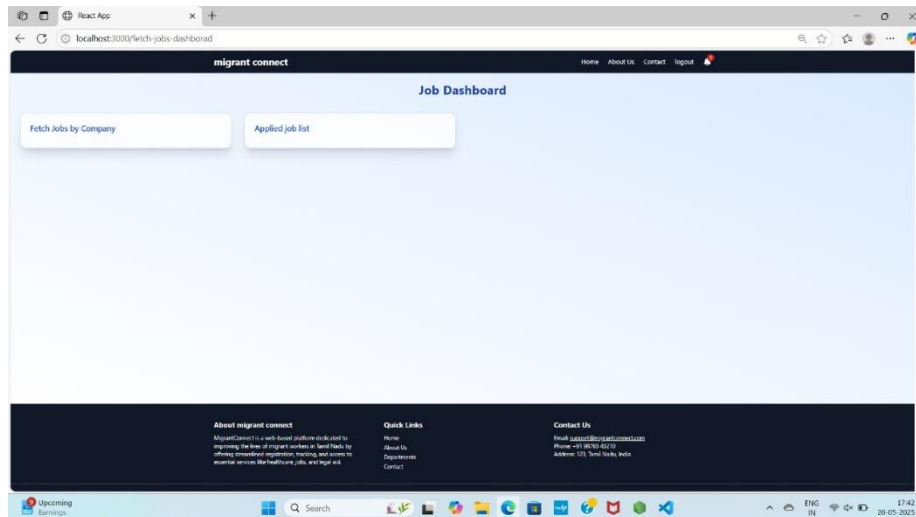 React App
localhost:3000/fetch-jobs-dashborad
migrant connect
Home About Us Contact logout
Job Dashboard
Fetch Jobs by Company
Applied job list
About migrant connect
MigrantConnect is a web-based platform dedicated to
improving the lives of migrant workers in Tamil Nadu by
offering streamlined registration, tracking, and access to
essential services like healthcare, jobs, and legal aid.
Quick Links
Home
About Us
Departments
Contact
Contact Us
Email: support@migrantconnect.com
Phone: +91 98765 43210
Address: 123, Tamil Nadu, India
Upcoming
Earnings
Search
ENG
IN
17:42
20-05-2025